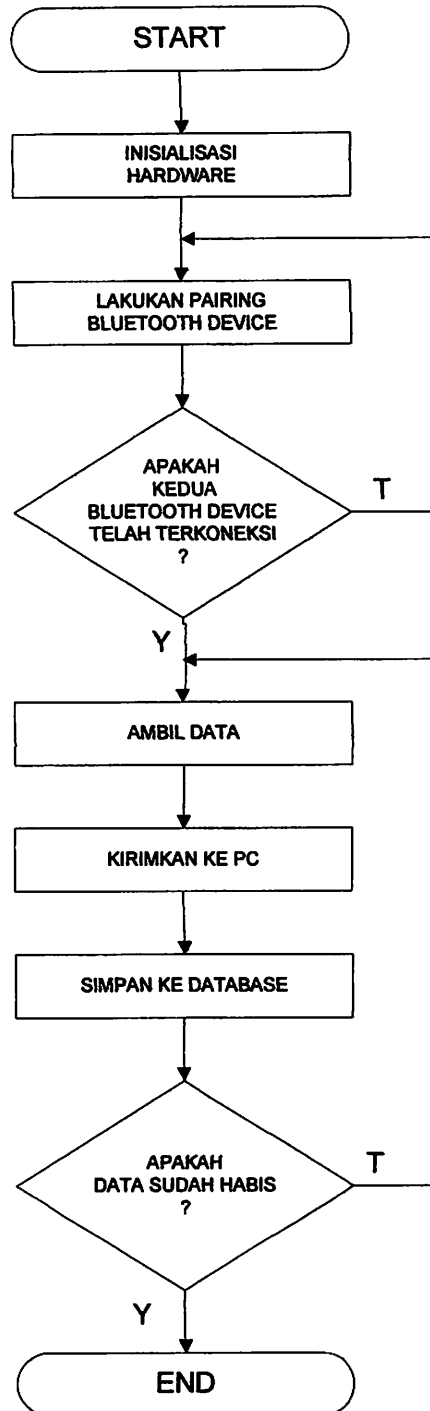 START
INISIALISASI
HARDWARE
LAKUKAN PAIRING
BLUETOOTH DEVICE
APAKAH
KEDUA
BLUETOOTH DEVICE
TELAH TERKONEKSI
?
T
Y
AMBIL DATA
KIRIMKAN KE PC
SIMPAN KE DATABASE
APAKAH
DATA SUDAH HABIS
?
T
Y
END